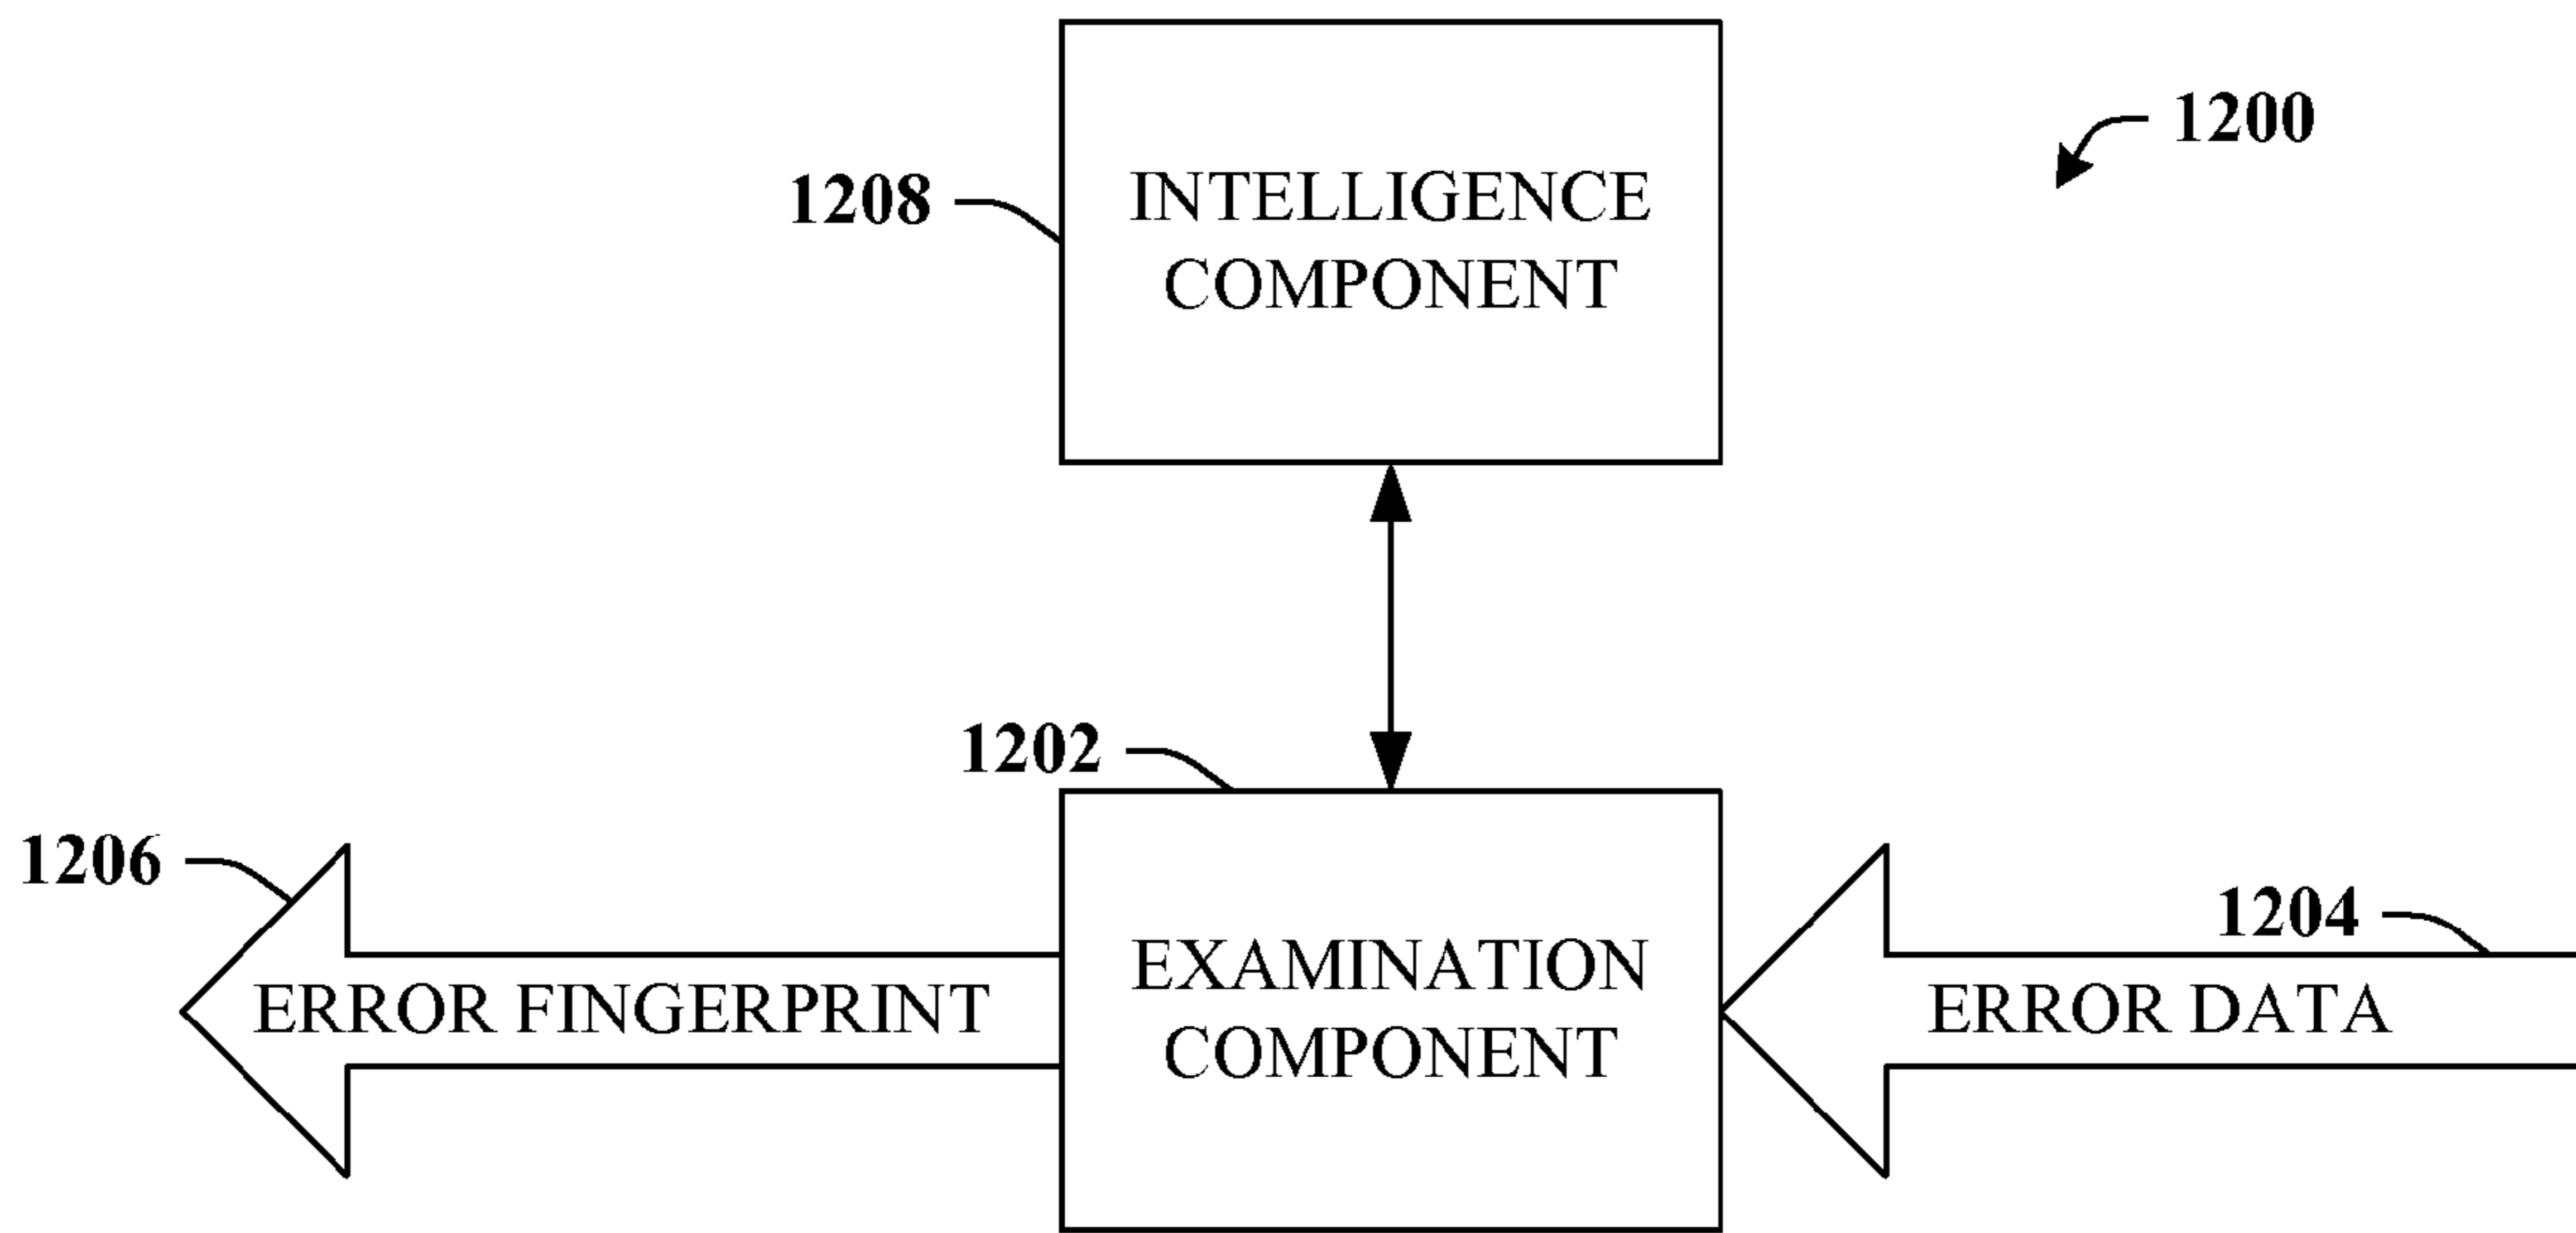 1200
1208
INTELLIGENCE
COMPONENT
1202
1206
1204
ERROR FINGERPRINT
EXAMINATION
COMPONENT
ERROR DATA